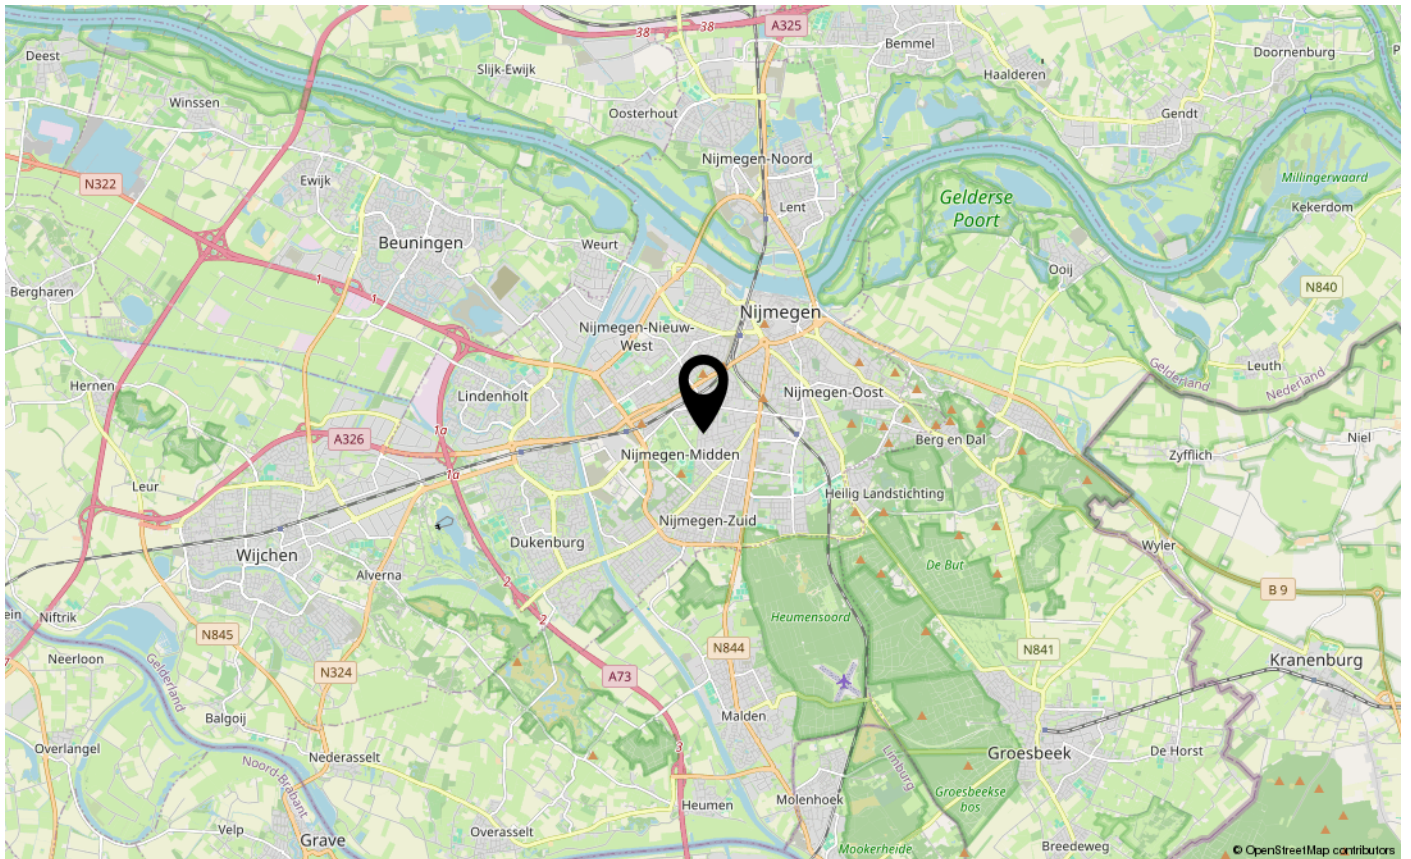 A325
38
38
Bemmel
Deest
Doornenburg
Slijk-Ewijk
Haalderen
Winssen
Oosterhout
Gendt
Nijmegen-Noord
N322
Ewijk
Millingerwaard
Gelderse
Poort
Lent
Kekerdom
Beuningen
Weurt
Ooij
1
Bergharen
N840
1
Nijmegen
Nijmegen-Nieuw-
West
Gelderland
Leuth
Nederland
Hernen
Lindenholt
Nijmegen-Oost
1a
A326
Berg en Dal
Niel
Nijmegen-Midden
Zyfflich
1a
Leur
Heilig Landstichting
Nijmegen-Zuid
Dukenburg
Wijchen
Wyler
De But
Alverna
2
B 9
Niftrik
Heumensoord
2
N845
N844
N841
Neerloon
Kranenburg
N324
A73
Gelderland
Balgoij
Malden
Overlangel
3
Nederasselt
Limburg
Groesbeek
De Horst
Noord-Brabant
Groesbeekse
bos
Molenhoek
Heumen
Velp
Overasselt
Grave
Mookerheide
Breedeweg
© OpenStreetMap contributors